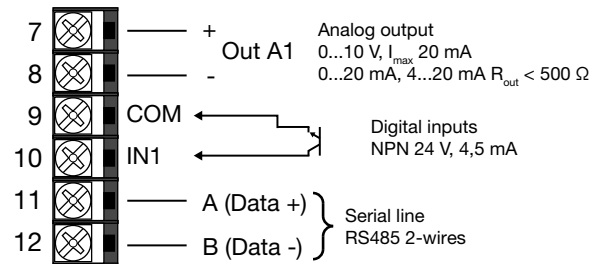 7 + Out A1 Analog output
0...10 V, Imax 20 mA
8 - 0...20 mA, 4...20 mA Rout < 500 Ω
9 COM Digital inputs
10 IN1 NPN 24 V, 4,5 mA
11 A (Data +) Serial line
12 B (Data -) RS485 2-wires